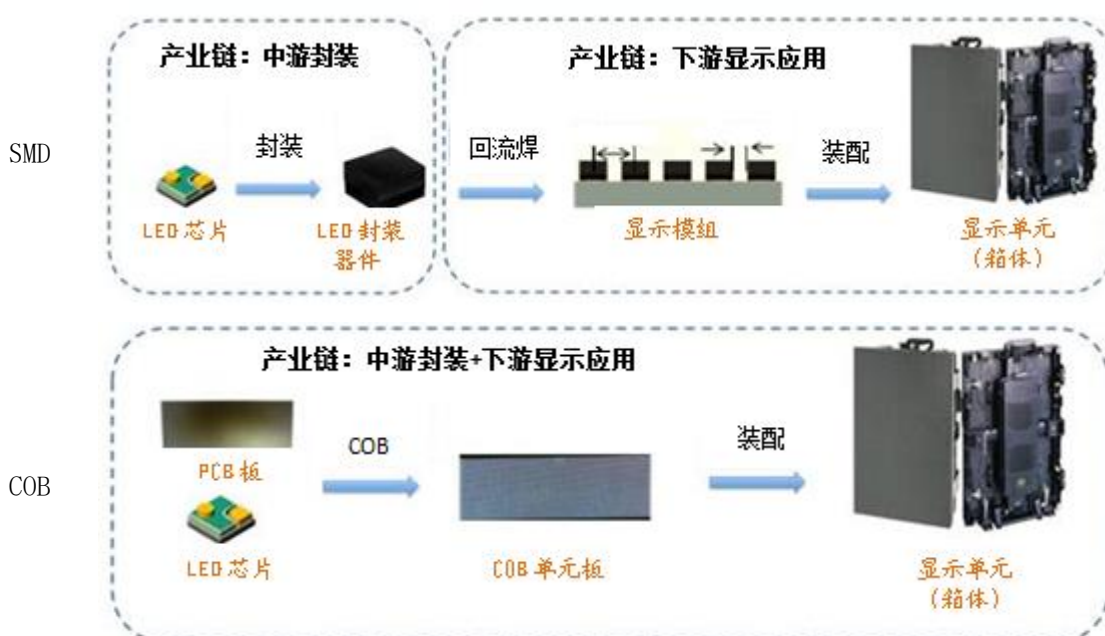 产业链：中游封装
产业链：下游显示应用
SMD
封装
回流焊
装配
LED芯片
LED封装
器件
显示模组
显示单元
（箱体）
产业链：中游封装+下游显示应用
COB
COB
装配
PCB板
LED芯片
COB单元板
显示单元
（箱体）